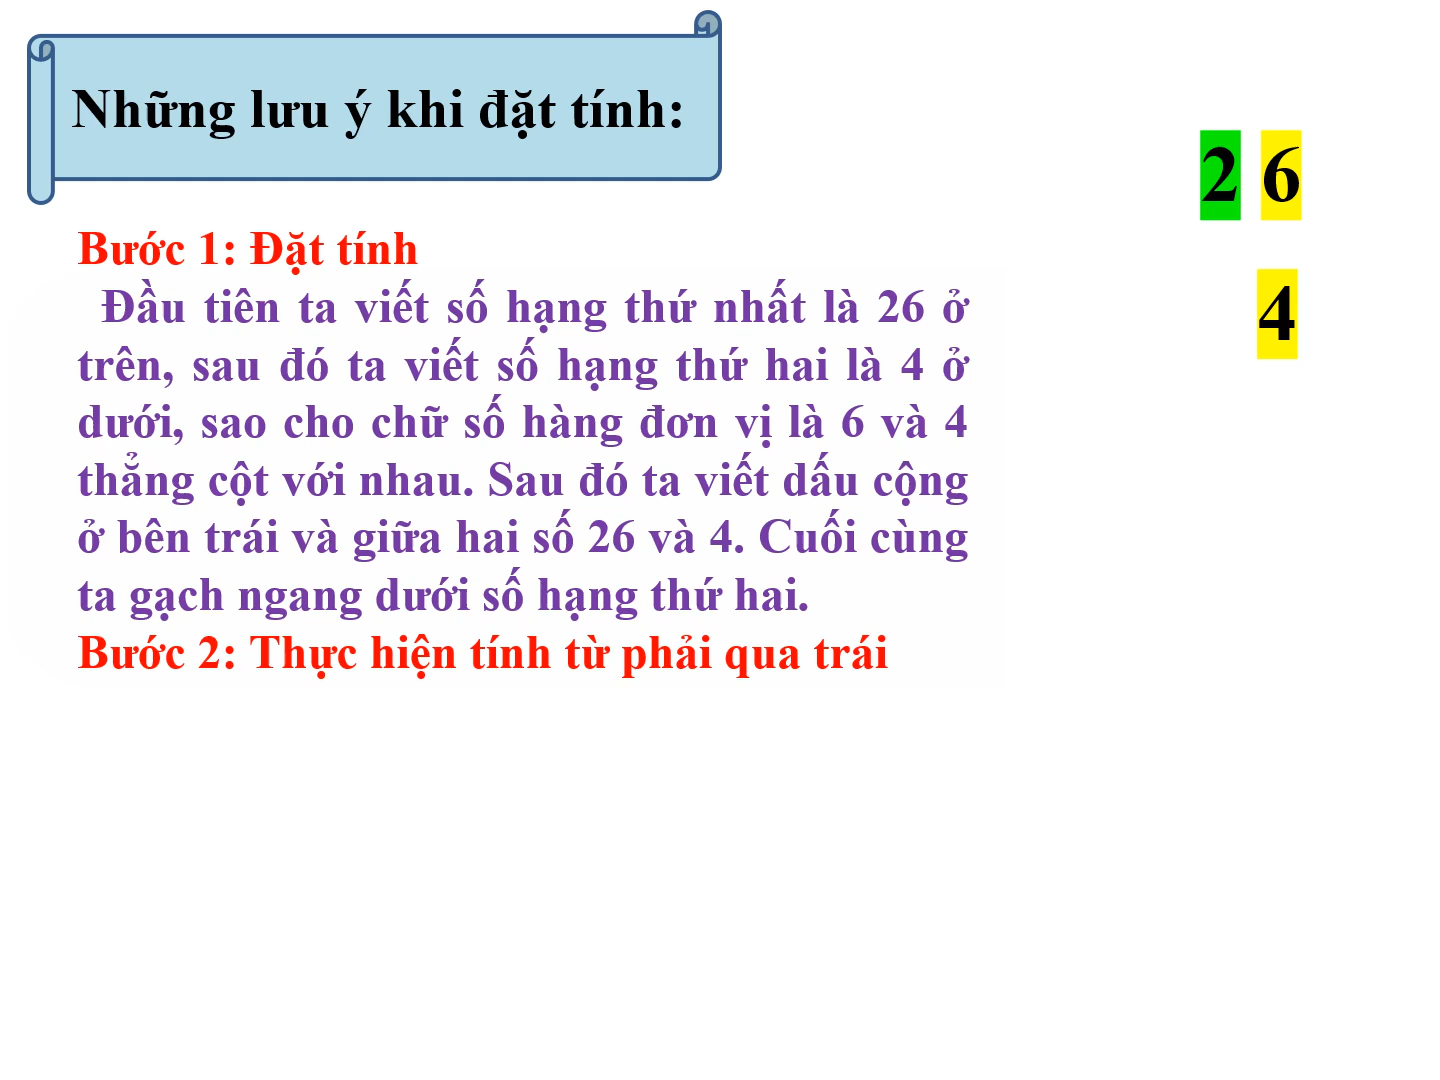 Những lưu ý khi đặt tính:
2 6
4
Bước 1: Đặt tính
Đầu tiên ta viết số hạng thứ nhất là 26 ở
trên, sau đó ta viết số hạng thứ hai là 4 ở
dưới, sao cho chữ số hàng đơn vị là 6 và 4
thẳng cột với nhau. Sau đó ta viết dấu cộng
ở bên trái và giữa hai số 26 và 4. Cuối cùng
ta gạch ngang dưới số hạng thứ hai.
Bước 2: Thực hiện tính từ phải qua trái